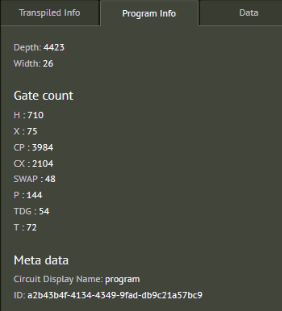 Transpiled Info
Program Info
Data
Depth: 4423
Width: 26
Gate count
H : 710
X : 75
CP : 3984
CX : 2104
SWAP : 48
P : 144
TDG : 54
T : 72
Meta data
Circuit Display Name: program
ID: a2b43b4f-4134-4349-9fad-db9c21a57bc9